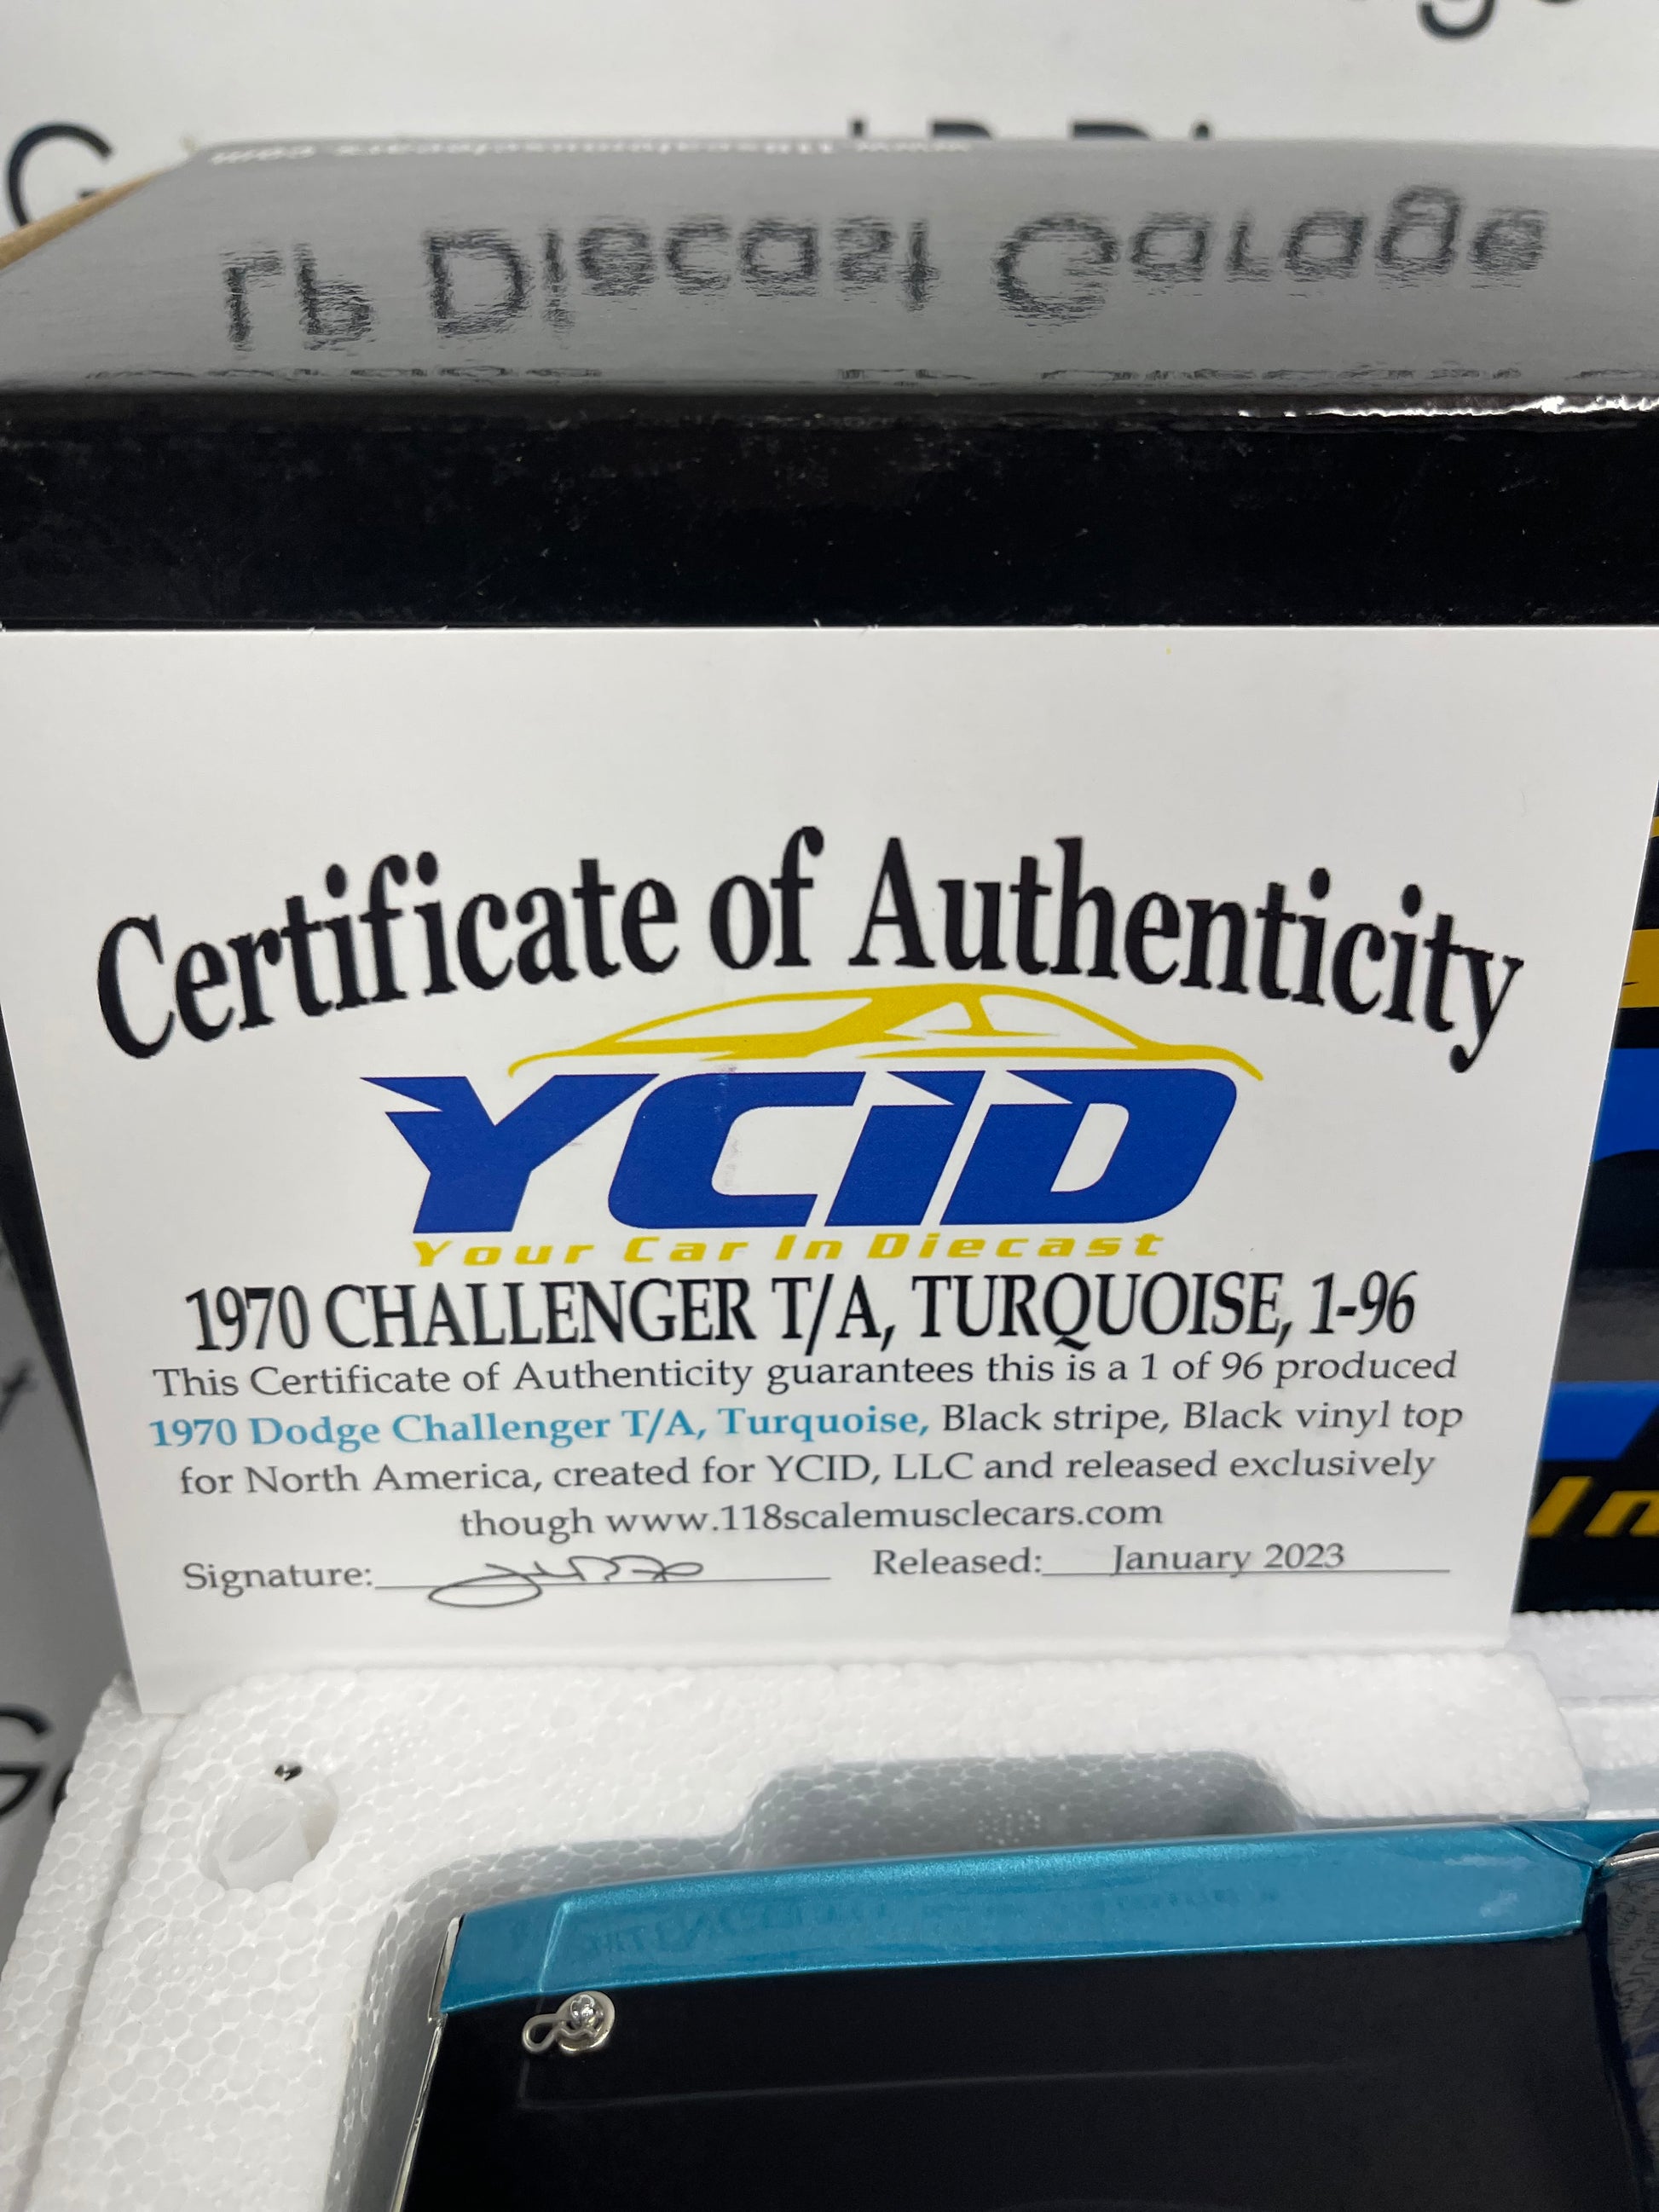 LP Diecast Garage
Certificate of Authenticity
YCID
Your Car In Diecast
1970 CHALLENGER T/A, TURQUOISE, 1-96
This Certificate of Authenticity guarantees this is a 1 of 96 produced
1970 Dodge Challenger T/A, Turquoise, Black stripe, Black vinyl top
for North America, created for YCID, LLC and released exclusively
though www.118scalemusclecars.com
Signature: Released: January 2023
In